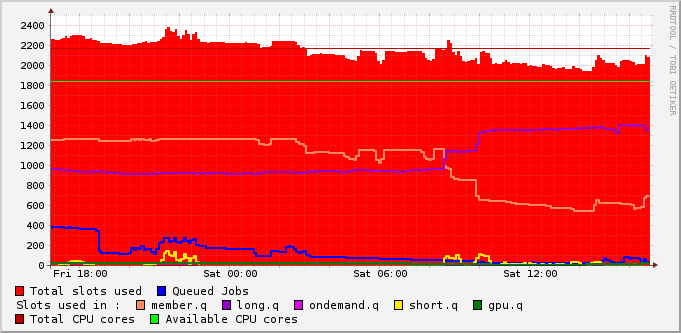 2400
2200
2000
1800
1600
1400
1200
1000
800
600
400
200
0
Fri 18:00 Sat 00:00 Sat 06:00 Sat 12:00
RRDTOOL / TOBI OETIKER
Total slots used Queued Jobs
Slots used in : member.q long.q ondemand.q short.q gpu.q
Total CPU cores Available CPU cores